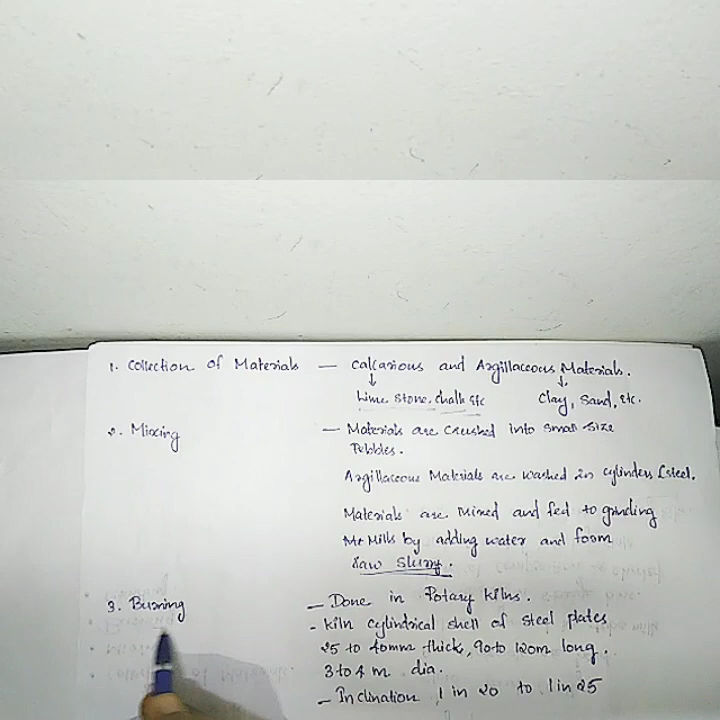 1. Collection of Materials — Calcarious and Argillaceous Materials.
↓ ↓
Lime stone, chalk etc Clay, Sand, etc.
2. Mixing — Materials are crushed into small size
Pebbles.
Argillaceous Materials are washed in cylinders (steel.
Materials are mixed and fed to grinding
Mills by adding water and form
raw slurry.
3. Burning — Done in Rotary kilns.
- kiln cylindrical shell of steel plates
25 to 40mm thick, 90 to 120m long.
3 to 4 m dia.
- Inclination 1 in 20 to 1 in 25